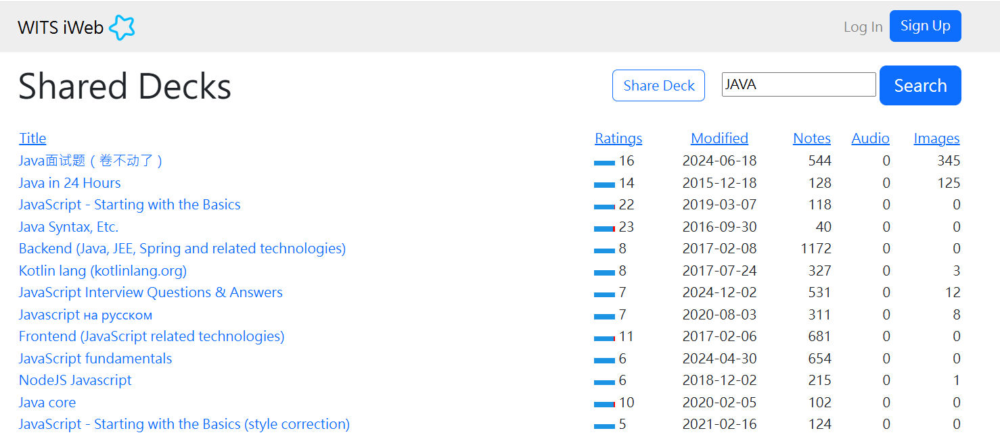 WITS iWeb Log In Sign Up
Shared Decks Share Deck JAVA Search
Title Ratings Modified Notes Audio Images
Java面试题（卷不动了） 16 2024-06-18 544 0 345
Java in 24 Hours 14 2015-12-18 128 0 125
JavaScript - Starting with the Basics 22 2019-03-07 118 0 0
Java Syntax, Etc. 23 2016-09-30 40 0 0
Backend (Java, JEE, Spring and related technologies) 8 2017-02-08 1172 0 0
Kotlin lang (kotlinlang.org) 8 2017-07-24 327 0 3
JavaScript Interview Questions & Answers 7 2024-12-02 531 0 12
Javascript на русском 7 2020-08-03 311 0 8
Frontend (JavaScript related technologies) 11 2017-02-06 681 0 0
JavaScript fundamentals 6 2024-04-30 654 0 0
NodeJS Javascript 6 2018-12-02 215 0 1
Java core 10 2020-02-05 102 0 0
JavaScript - Starting with the Basics (style correction) 5 2021-02-16 124 0 0